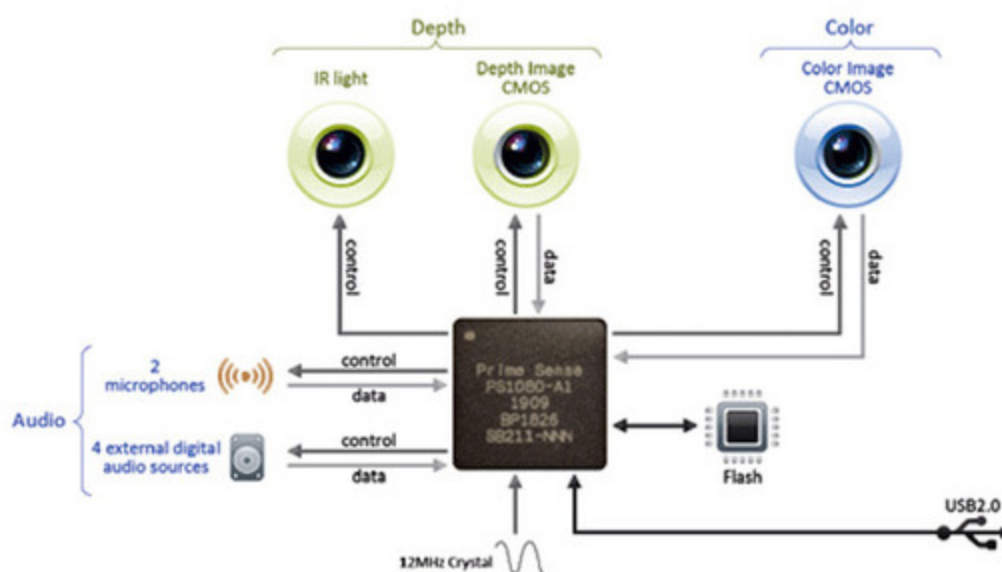 Depth
Color
IR light
Depth Image
CMOS
Color Image
CMOS
control
control
data
control
data
Audio
2
microphones
control
data
4 external digital
audio sources
control
data
Prime Sense
PS1080-A1
1909
BP1826
SB211-NNN
Flash
USB2.0
12MHz Crystal